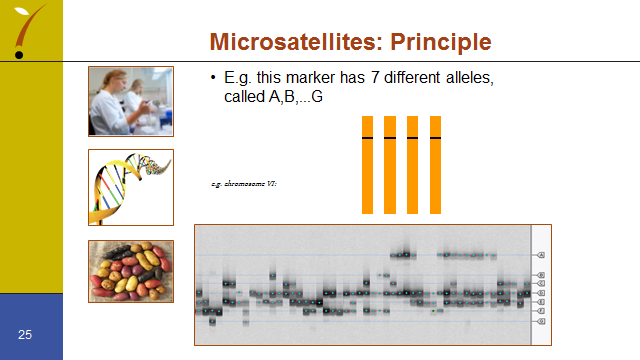 Microsatellites: Principle
• E.g. this marker has 7 different alleles,
called A,B,...G
e.g. chromosome VI:
A
B
C
D
E
F
G
25